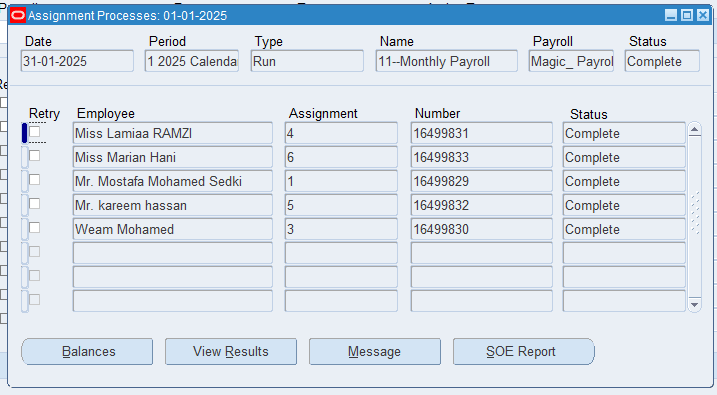 Assignment Processes: 01-01-2025
Date Period Type Name Payroll Status
31-01-2025 1 2025 Calenda Run 11--Monthly Payroll Magic_ Payrol Complete
Retry Employee Assignment Number Status
Miss Lamiaa RAMZI 4 16499831 Complete
Miss Marian Hani 6 16499833 Complete
Mr. Mostafa Mohamed Sedki 1 16499829 Complete
Mr. kareem hassan 5 16499832 Complete
Weam Mohamed 3 16499830 Complete
Balances View Results Message SOE Report